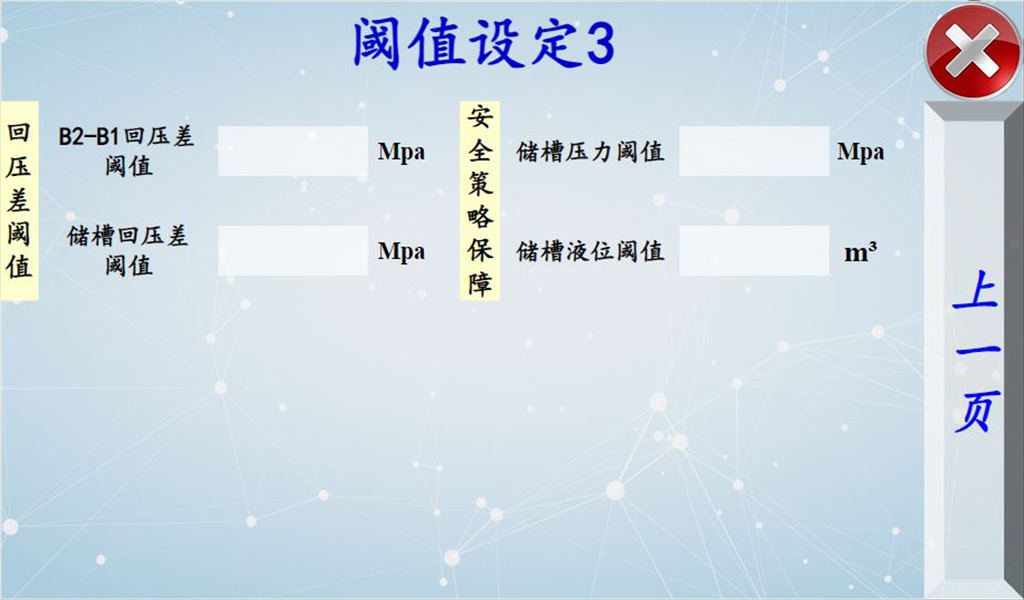 阈值设定3
回压差阈值
B2-B1回压差
阈值
Mpa
储槽回压差
阈值
Mpa
安全策略保障
储槽压力阈值
Mpa
储槽液位阈值
m³
上一页